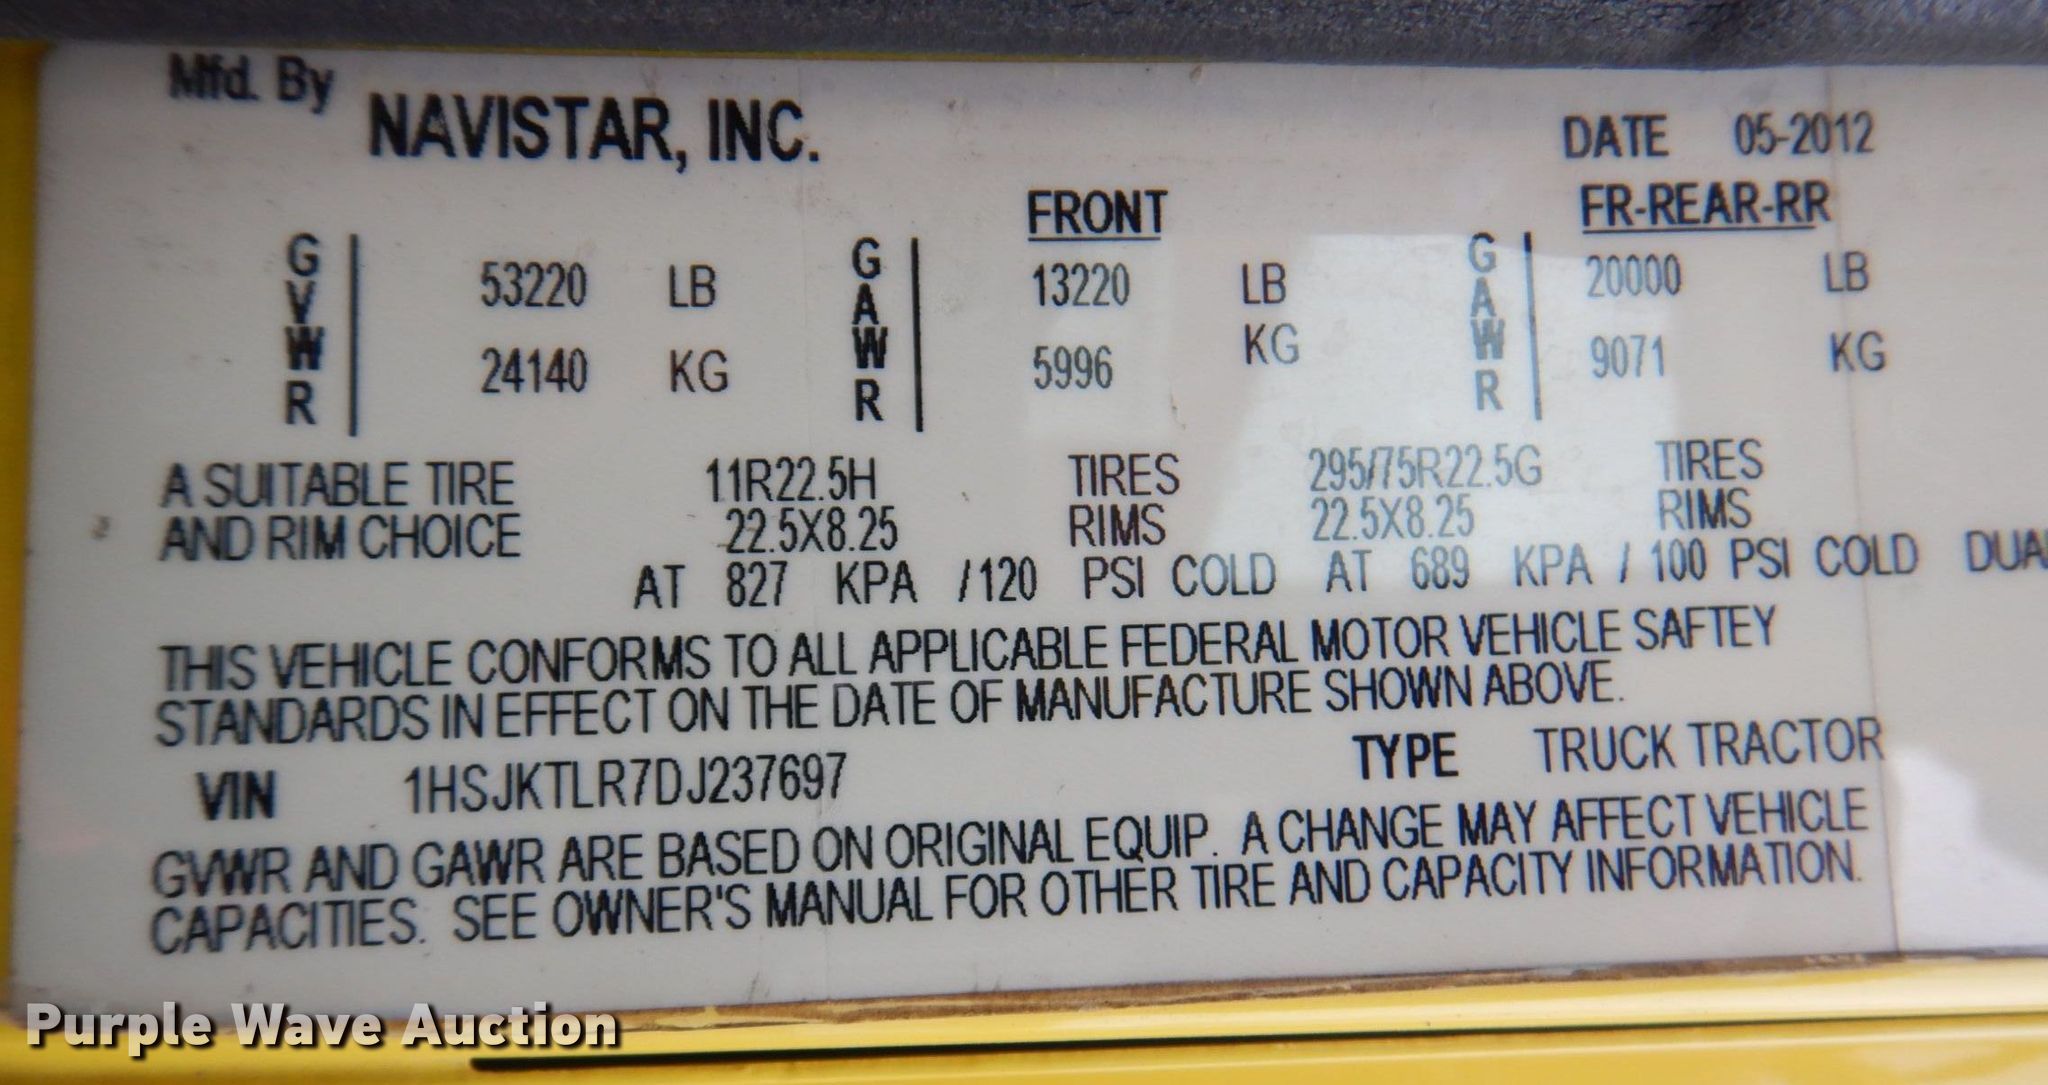 Mfd. By NAVISTAR, INC. DATE 05-2012
FRONT FR-REAR-RR
GVWR 53220 LB GAWR 13220 LB GAWR 20000 LB
24140 KG 5996 KG 9071 KG
A SUITABLE TIRE 11R22.5H TIRES 295/75R22.5G TIRES
AND RIM CHOICE 22.5X8.25 RIMS 22.5X8.25 RIMS
AT 827 KPA /120 PSI COLD AT 689 KPA / 100 PSI COLD
THIS VEHICLE CONFORMS TO ALL APPLICABLE FEDERAL MOTOR VEHICLE SAFTEY
STANDARDS IN EFFECT ON THE DATE OF MANUFACTURE SHOWN ABOVE.
VIN 1HSJKTLR7DJ237697 TYPE TRUCK TRACTOR
GVWR AND GAWR ARE BASED ON ORIGINAL EQUIP. A CHANGE MAY AFFECT VEHICLE
CAPACITIES. SEE OWNER'S MANUAL FOR OTHER TIRE AND CAPACITY INFORMATION.
Purple Wave Auction